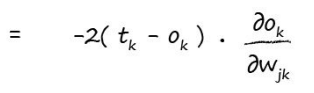 = -2( t_k - o_k ) . ∂o_k / ∂w_jk